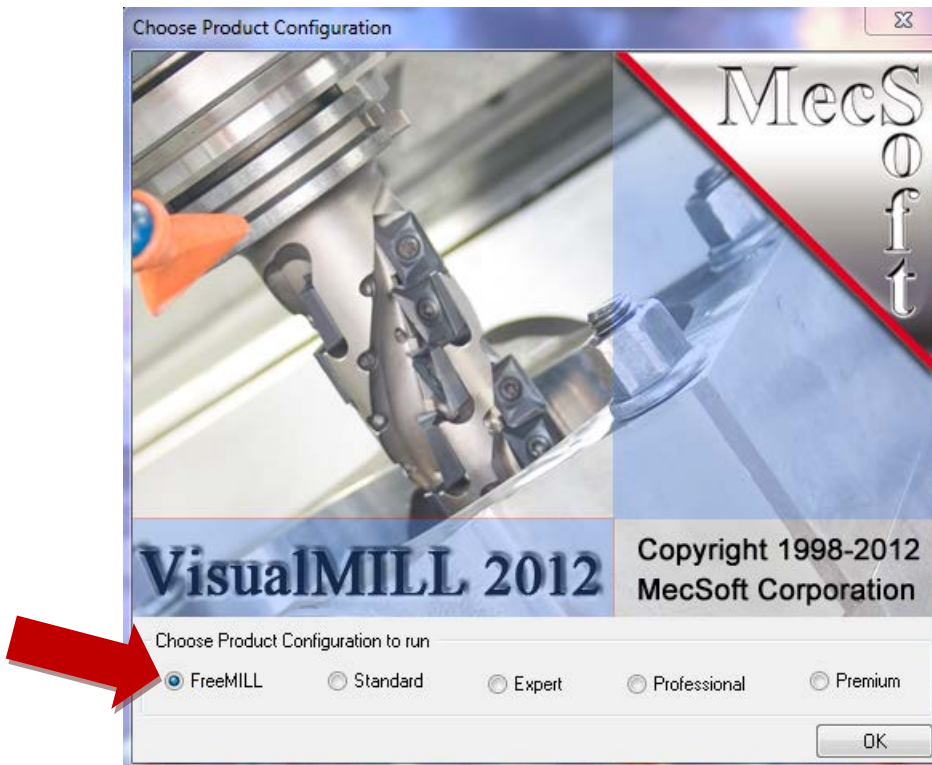 Choose Product Configuration
MecSoft
VisualMILL 2012
Copyright 1998-2012
MecSoft Corporation
Choose Product Configuration to run
FreeMILL Standard Expert Professional Premium
OK